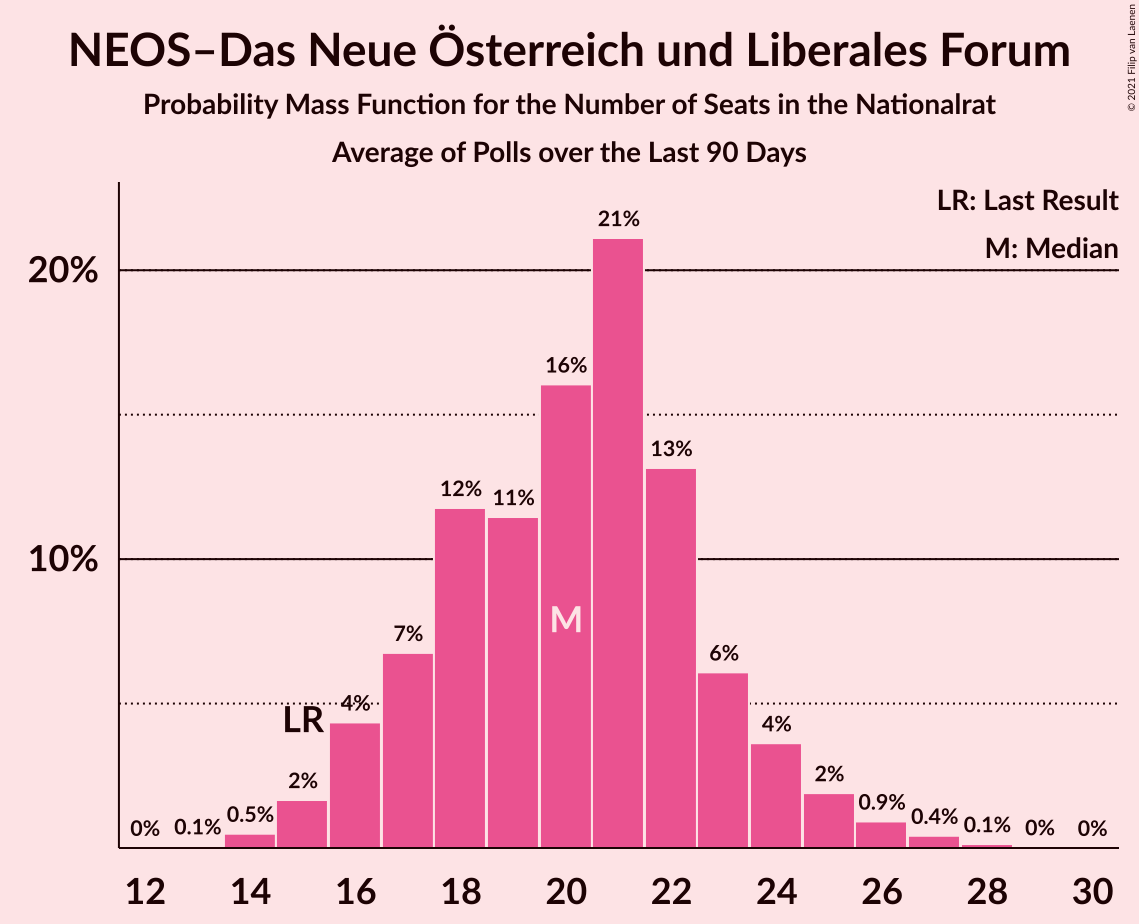 NEOS–Das Neue Österreich und Liberales Forum
Probability Mass Function for the Number of Seats in the Nationalrat
Average of Polls over the Last 90 Days
© 2021 Filip van Laenen
LR: Last Result
M: Median
20%
10%
0%
0.1%
0.5%
2%
LR
4%
7%
12%
11%
16%
M
21%
13%
6%
4%
2%
0.9%
0.4%
0.1%
0%
0%
12 14 16 18 20 22 24 26 28 30